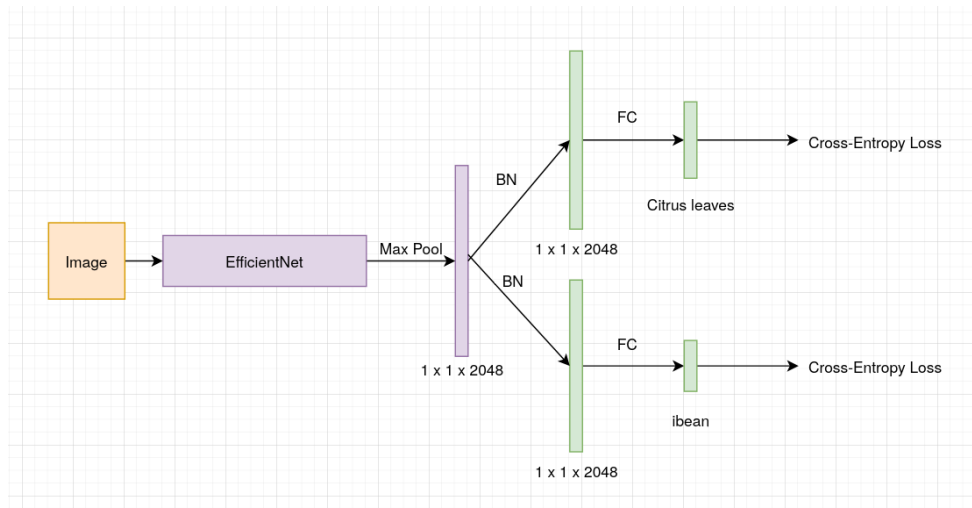 Image
EfficientNet
Max Pool
1 x 1 x 2048
BN
1 x 1 x 2048
FC
Citrus leaves
Cross-Entropy Loss
BN
1 x 1 x 2048
FC
ibean
Cross-Entropy Loss